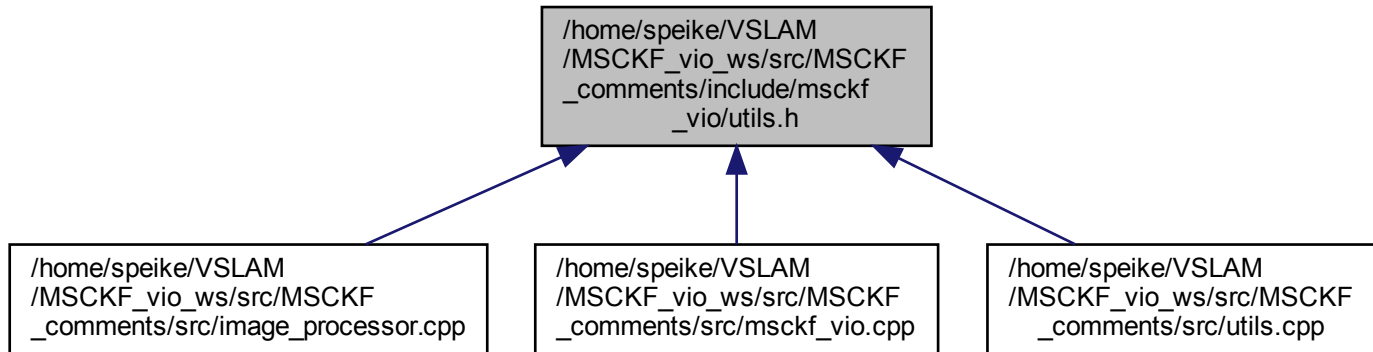 /home/speike/VSLAM
/MSCKF_vio_ws/src/MSCKF
_comments/include/msckf
_vio/utils.h
/home/speike/VSLAM
/MSCKF_vio_ws/src/MSCKF
_comments/src/image_processor.cpp
/home/speike/VSLAM
/MSCKF_vio_ws/src/MSCKF
_comments/src/msckf_vio.cpp
/home/speike/VSLAM
/MSCKF_vio_ws/src/MSCKF
_comments/src/utils.cpp